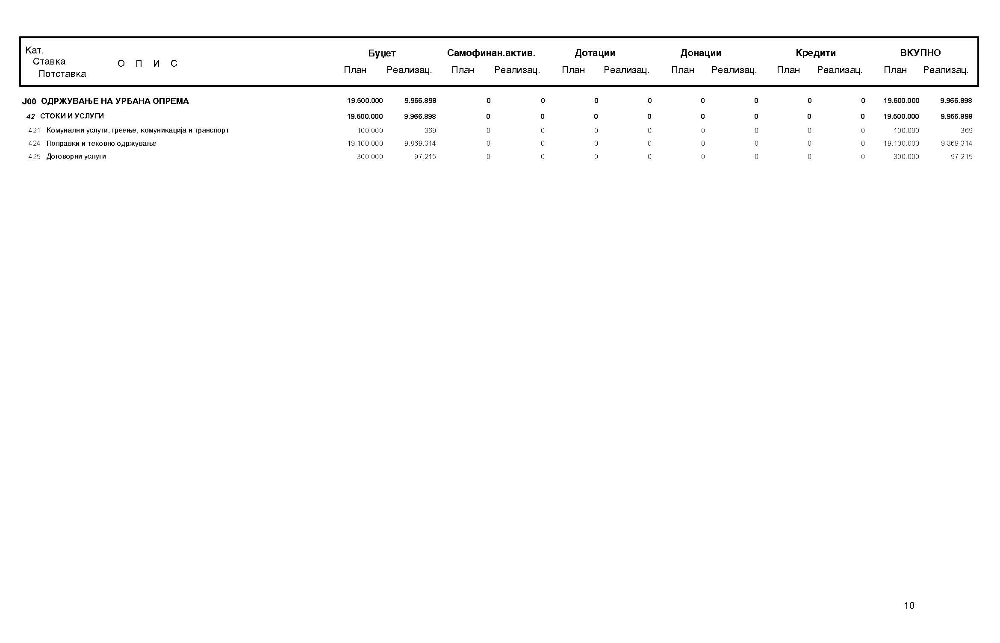 Кат.
Ставка
Потставка
О П И С
Буџет Самофинан.актив. Дотации Донации Кредити ВКУПНО
План Реализац. План Реализац. План Реализац. План Реализац. План Реализац. План Реализац.
Ј00 ОДРЖУВАЊЕ НА УРБАНА ОПРЕМА 19.500.000 9.966.898 0 0 0 0 0 0 0 0 19.500.000 9.966.898
42 СТОКИ И УСЛУГИ 19.500.000 9.966.898 0 0 0 0 0 0 0 0 19.500.000 9.966.898
421 Комунални услуги, греење, комуникација и транспорт 100.000 369 0 0 0 0 0 0 0 0 100.000 369
424 Поправки и тековно одржување 19.100.000 9.869.314 0 0 0 0 0 0 0 0 19.100.000 9.869.314
425 Договорни услуги 300.000 97.215 0 0 0 0 0 0 0 0 300.000 97.215
10